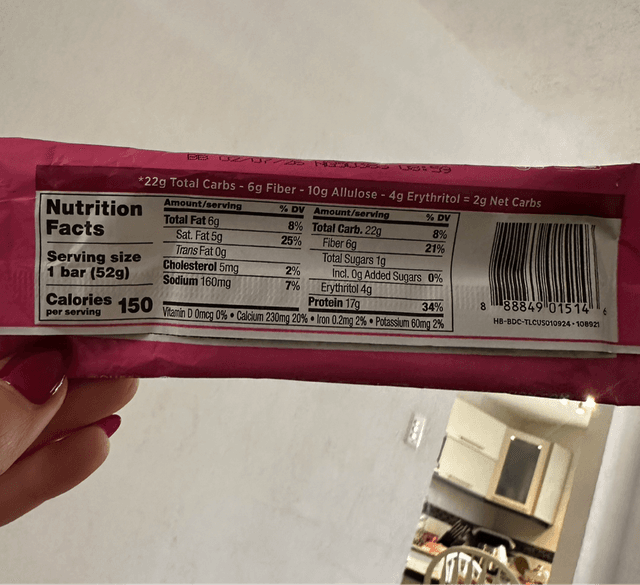 *22g Total Carbs - 6g Fiber - 10g Allulose - 4g Erythritol = 2g Net Carbs
Nutrition
Facts
Serving size
1 bar (52g)
Calories 150
per serving
Amount/serving % DV
Total Fat 6g 8%
Sat. Fat 5g 25%
Trans Fat 0g
Cholesterol 5mg 2%
Sodium 160mg 7%
Amount/serving % DV
Total Carb. 22g 8%
Fiber 6g 21%
Total Sugars 1g
Incl. 0g Added Sugars 0%
Erythritol 4g
Protein 17g 34%
Vitamin D 0mcg 0% • Calcium 230mg 20% • Iron 0.2mg 2% • Potassium 60mg 2%
8 88849 01514 6
HB-BDC-TLCUS010924-108921